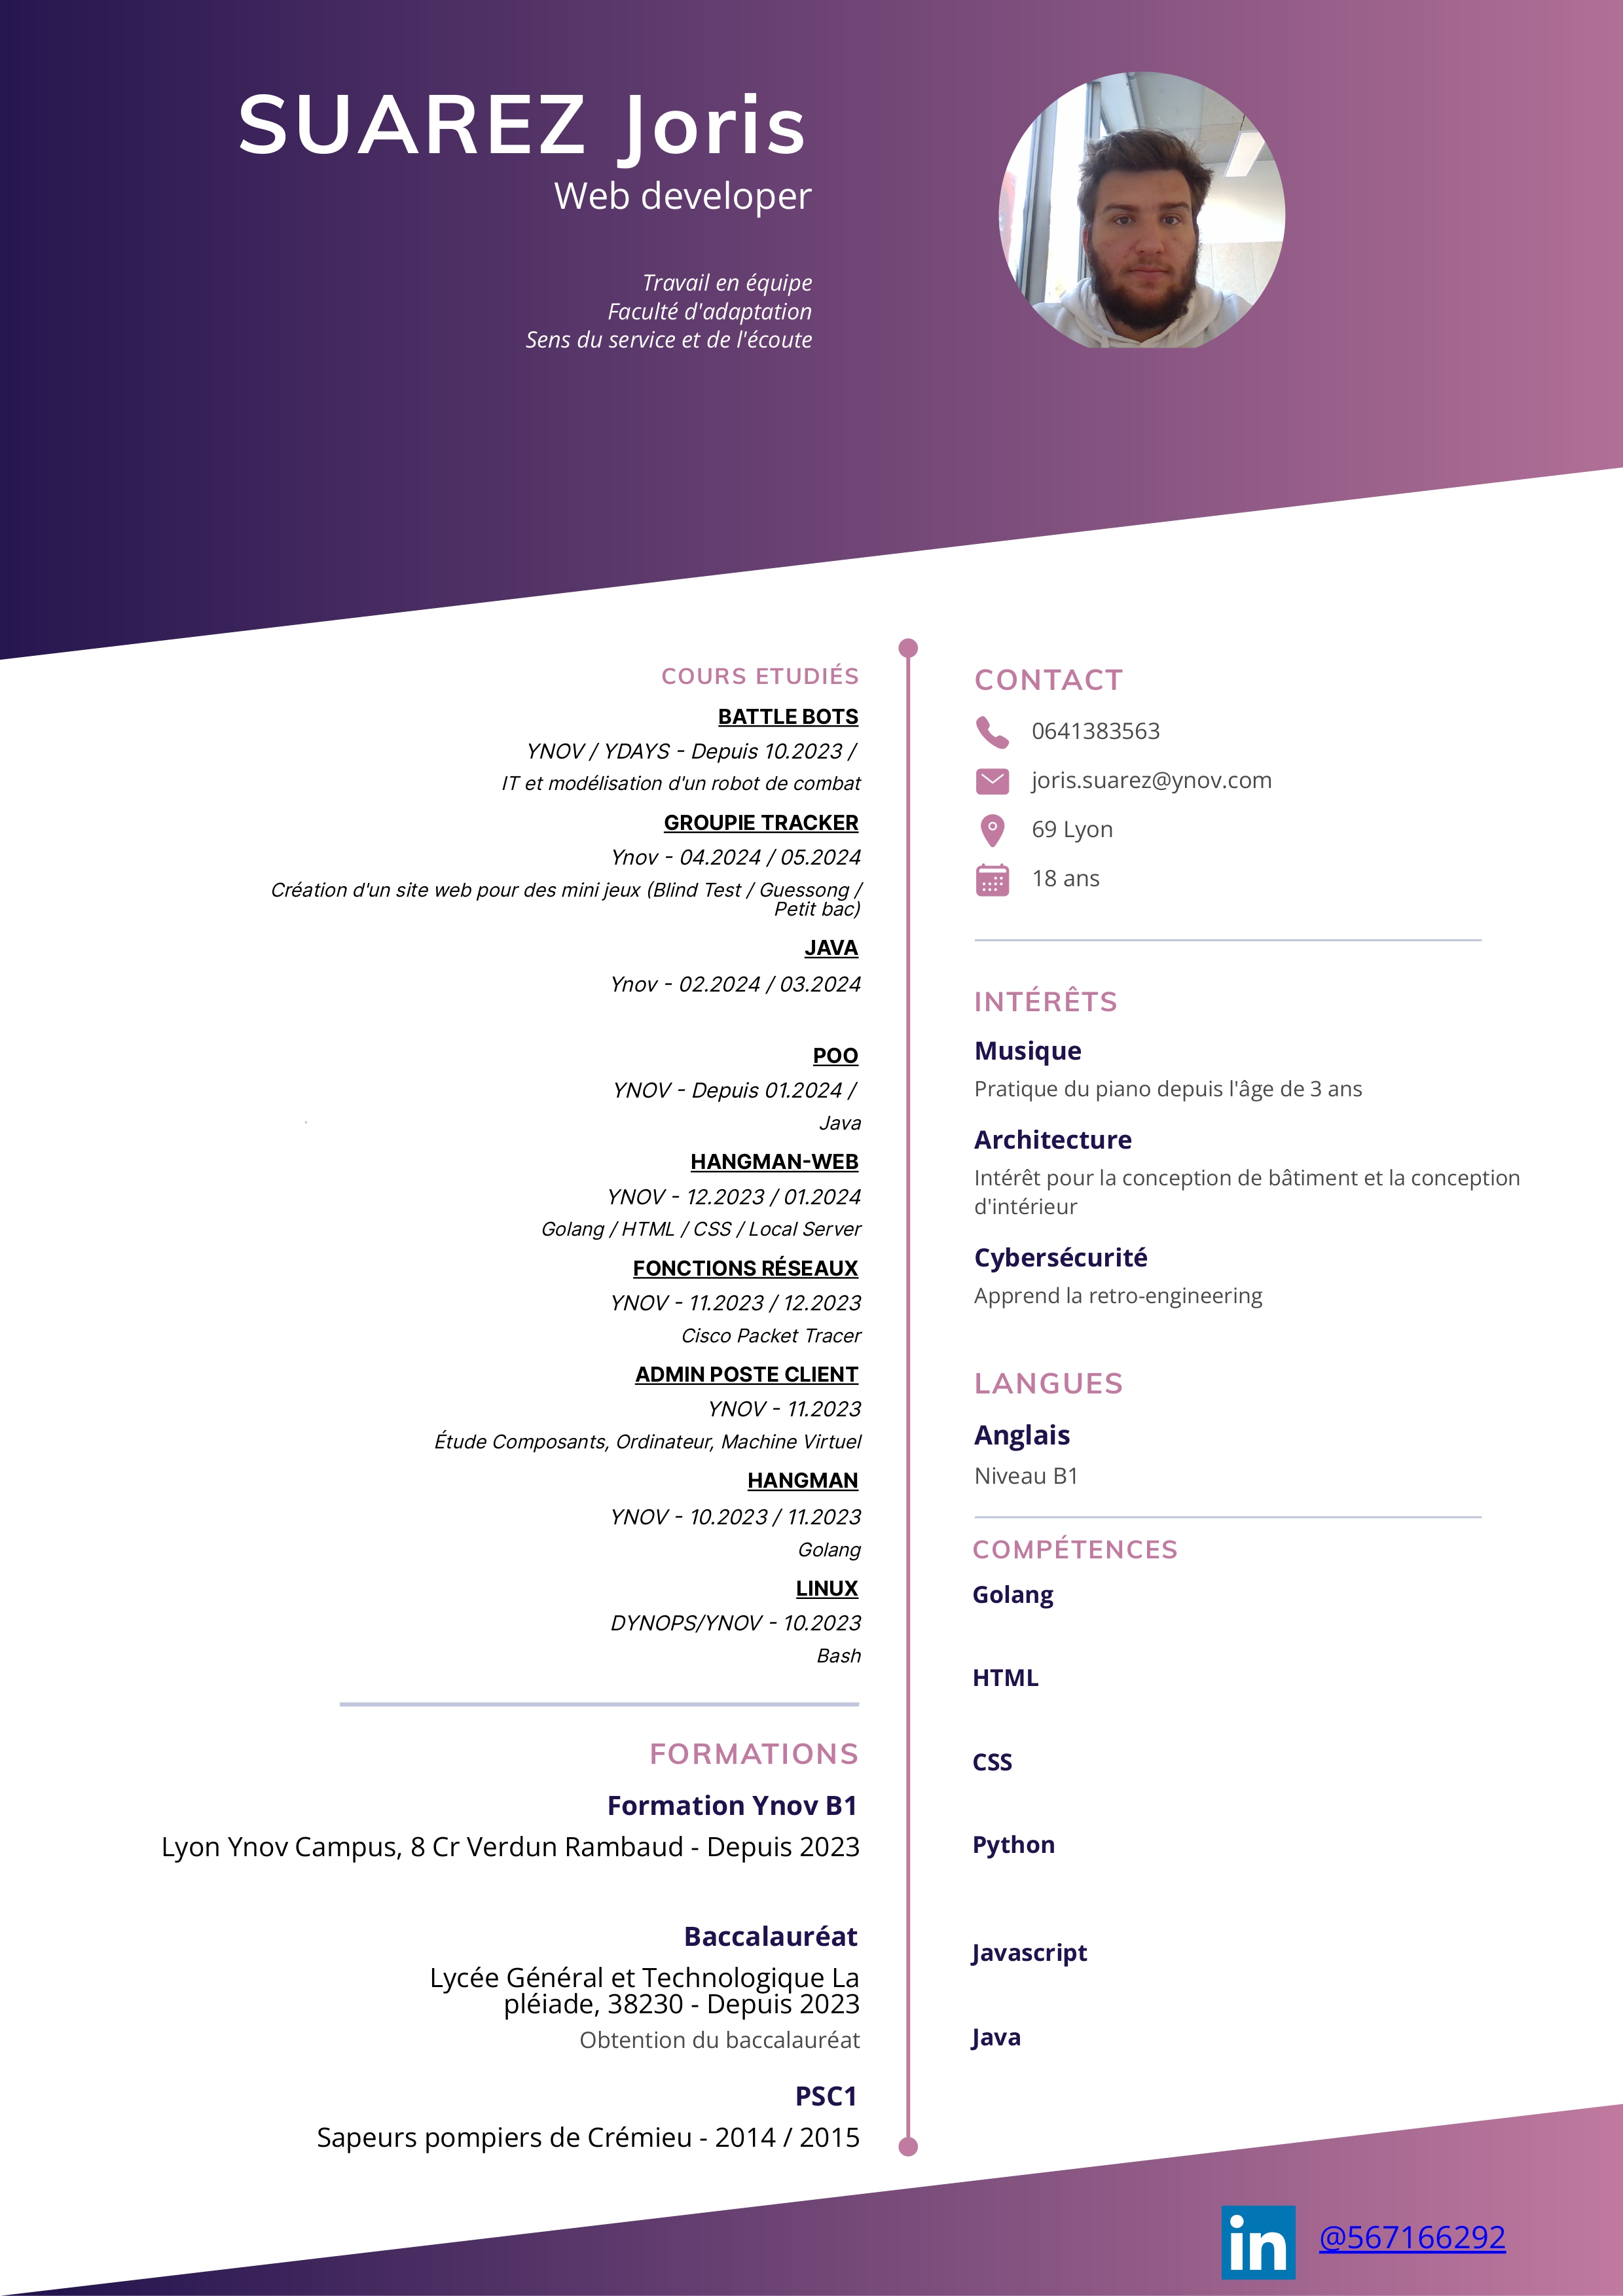 SUAREZ Joris
Web developer
Travail en équipe
Faculté d'adaptation
Sens du service et de l'écoute
COURS ETUDIÉS
BATTLE BOTS
YNOV / YDAYS - Depuis 10.2023 /
IT et modélisation d'un robot de combat
GROUPIE TRACKER
Ynov - 04.2024 / 05.2024
Création d'un site web pour des mini jeux (Blind Test / Guessong /
Petit bac)
JAVA
Ynov - 02.2024 / 03.2024
POO
YNOV - Depuis 01.2024 /
Java
HANGMAN-WEB
YNOV - 12.2023 / 01.2024
Golang / HTML / CSS / Local Server
FONCTIONS RÉSEAUX
YNOV - 11.2023 / 12.2023
Cisco Packet Tracer
ADMIN POSTE CLIENT
YNOV - 11.2023
Étude Composants, Ordinateur, Machine Virtuel
HANGMAN
YNOV - 10.2023 / 11.2023
Golang
LINUX
DYNOPS/YNOV - 10.2023
Bash
FORMATIONS
Formation Ynov B1
Lyon Ynov Campus, 8 Cr Verdun Rambaud - Depuis 2023
Baccalauréat
Lycée Général et Technologique La
pléiade, 38230 - Depuis 2023
Obtention du baccalauréat
PSC1
Sapeurs pompiers de Crémieu - 2014 / 2015
CONTACT
0641383563
joris.suarez@ynov.com
69 Lyon
18 ans
INTÉRÊTS
Musique
Pratique du piano depuis l'âge de 3 ans
Architecture
Intérêt pour la conception de bâtiment et la conception
d'intérieur
Cybersécurité
Apprend la retro-engineering
LANGUES
Anglais
Niveau B1
COMPÉTENCES
Golang
HTML
CSS
Python
Javascript
Java
in
@567166292